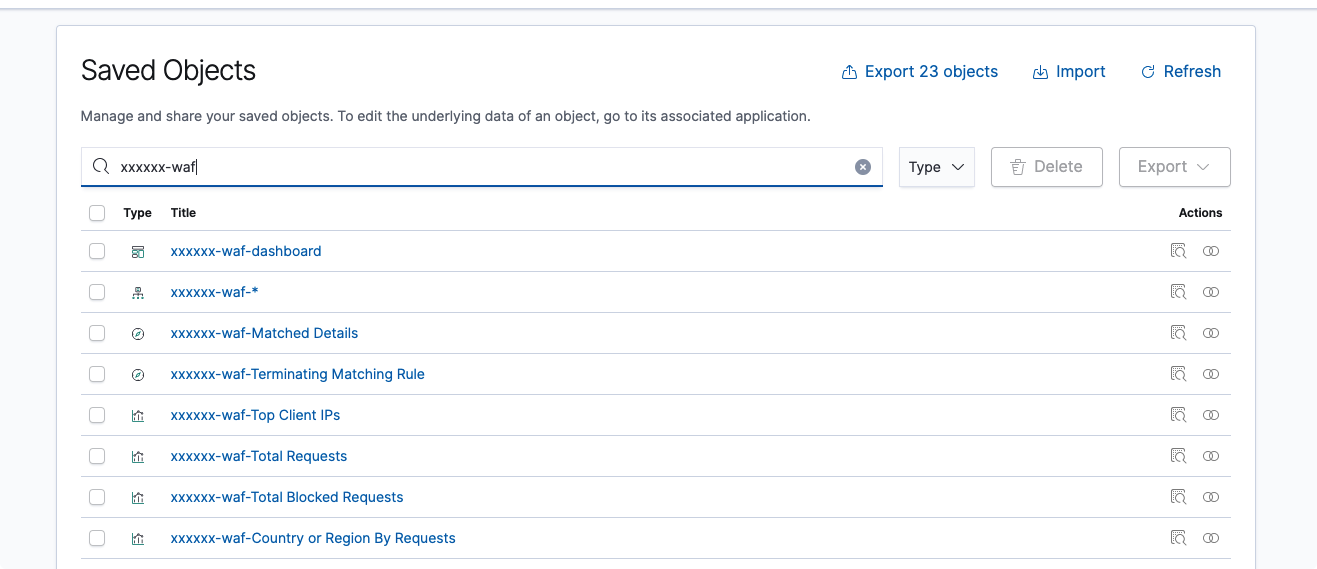 Saved Objects
Export 23 objects Import Refresh
Manage and share your saved objects. To edit the underlying data of an object, go to its associated application.
xxxxxx-waf Type Delete Export
Type Title Actions
xxxxxx-waf-dashboard
xxxxxx-waf-*
xxxxxx-waf-Matched Details
xxxxxx-waf-Terminating Matching Rule
xxxxxx-waf-Top Client IPs
xxxxxx-waf-Total Requests
xxxxxx-waf-Total Blocked Requests
xxxxxx-waf-Country or Region By Requests